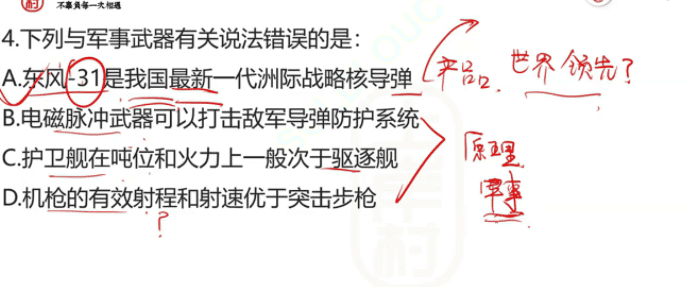 村
不辜负每一次相遇
4.下列与军事武器有关说法错误的是：
A.东风-31是我国最新一代洲际战略核导弹
产品、世界领先？
B.电磁脉冲武器可以打击敌军导弹防护系统
C.护卫舰在吨位和火力上一般次于驱逐舰
原理
D.机枪的有效射程和射速优于突击步枪
军事
？